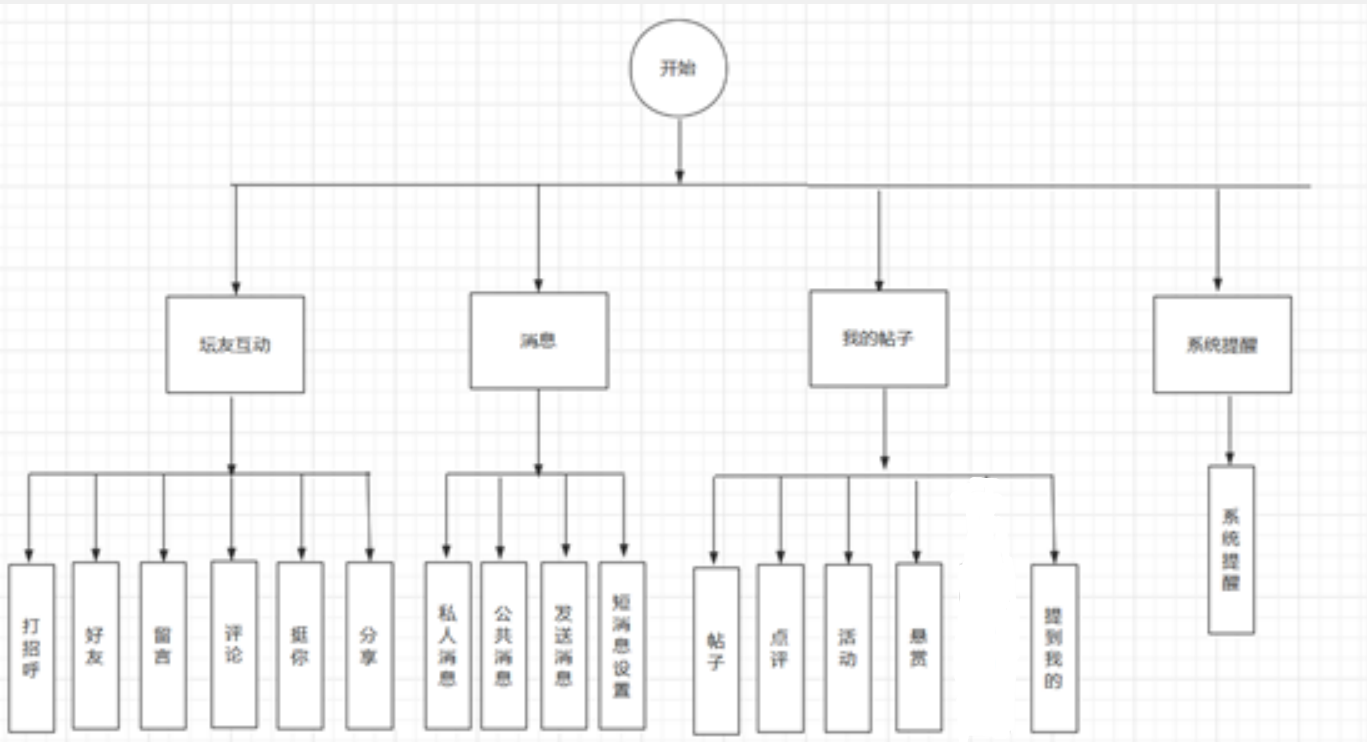 开始
坛友互动
消息
我的帖子
系统提醒
打招呼
好友
留言
评论
挺你
分享
私人消息
公共消息
发送消息
短消息设置
帖子
点评
活动
悬赏
提到我的
系统提醒